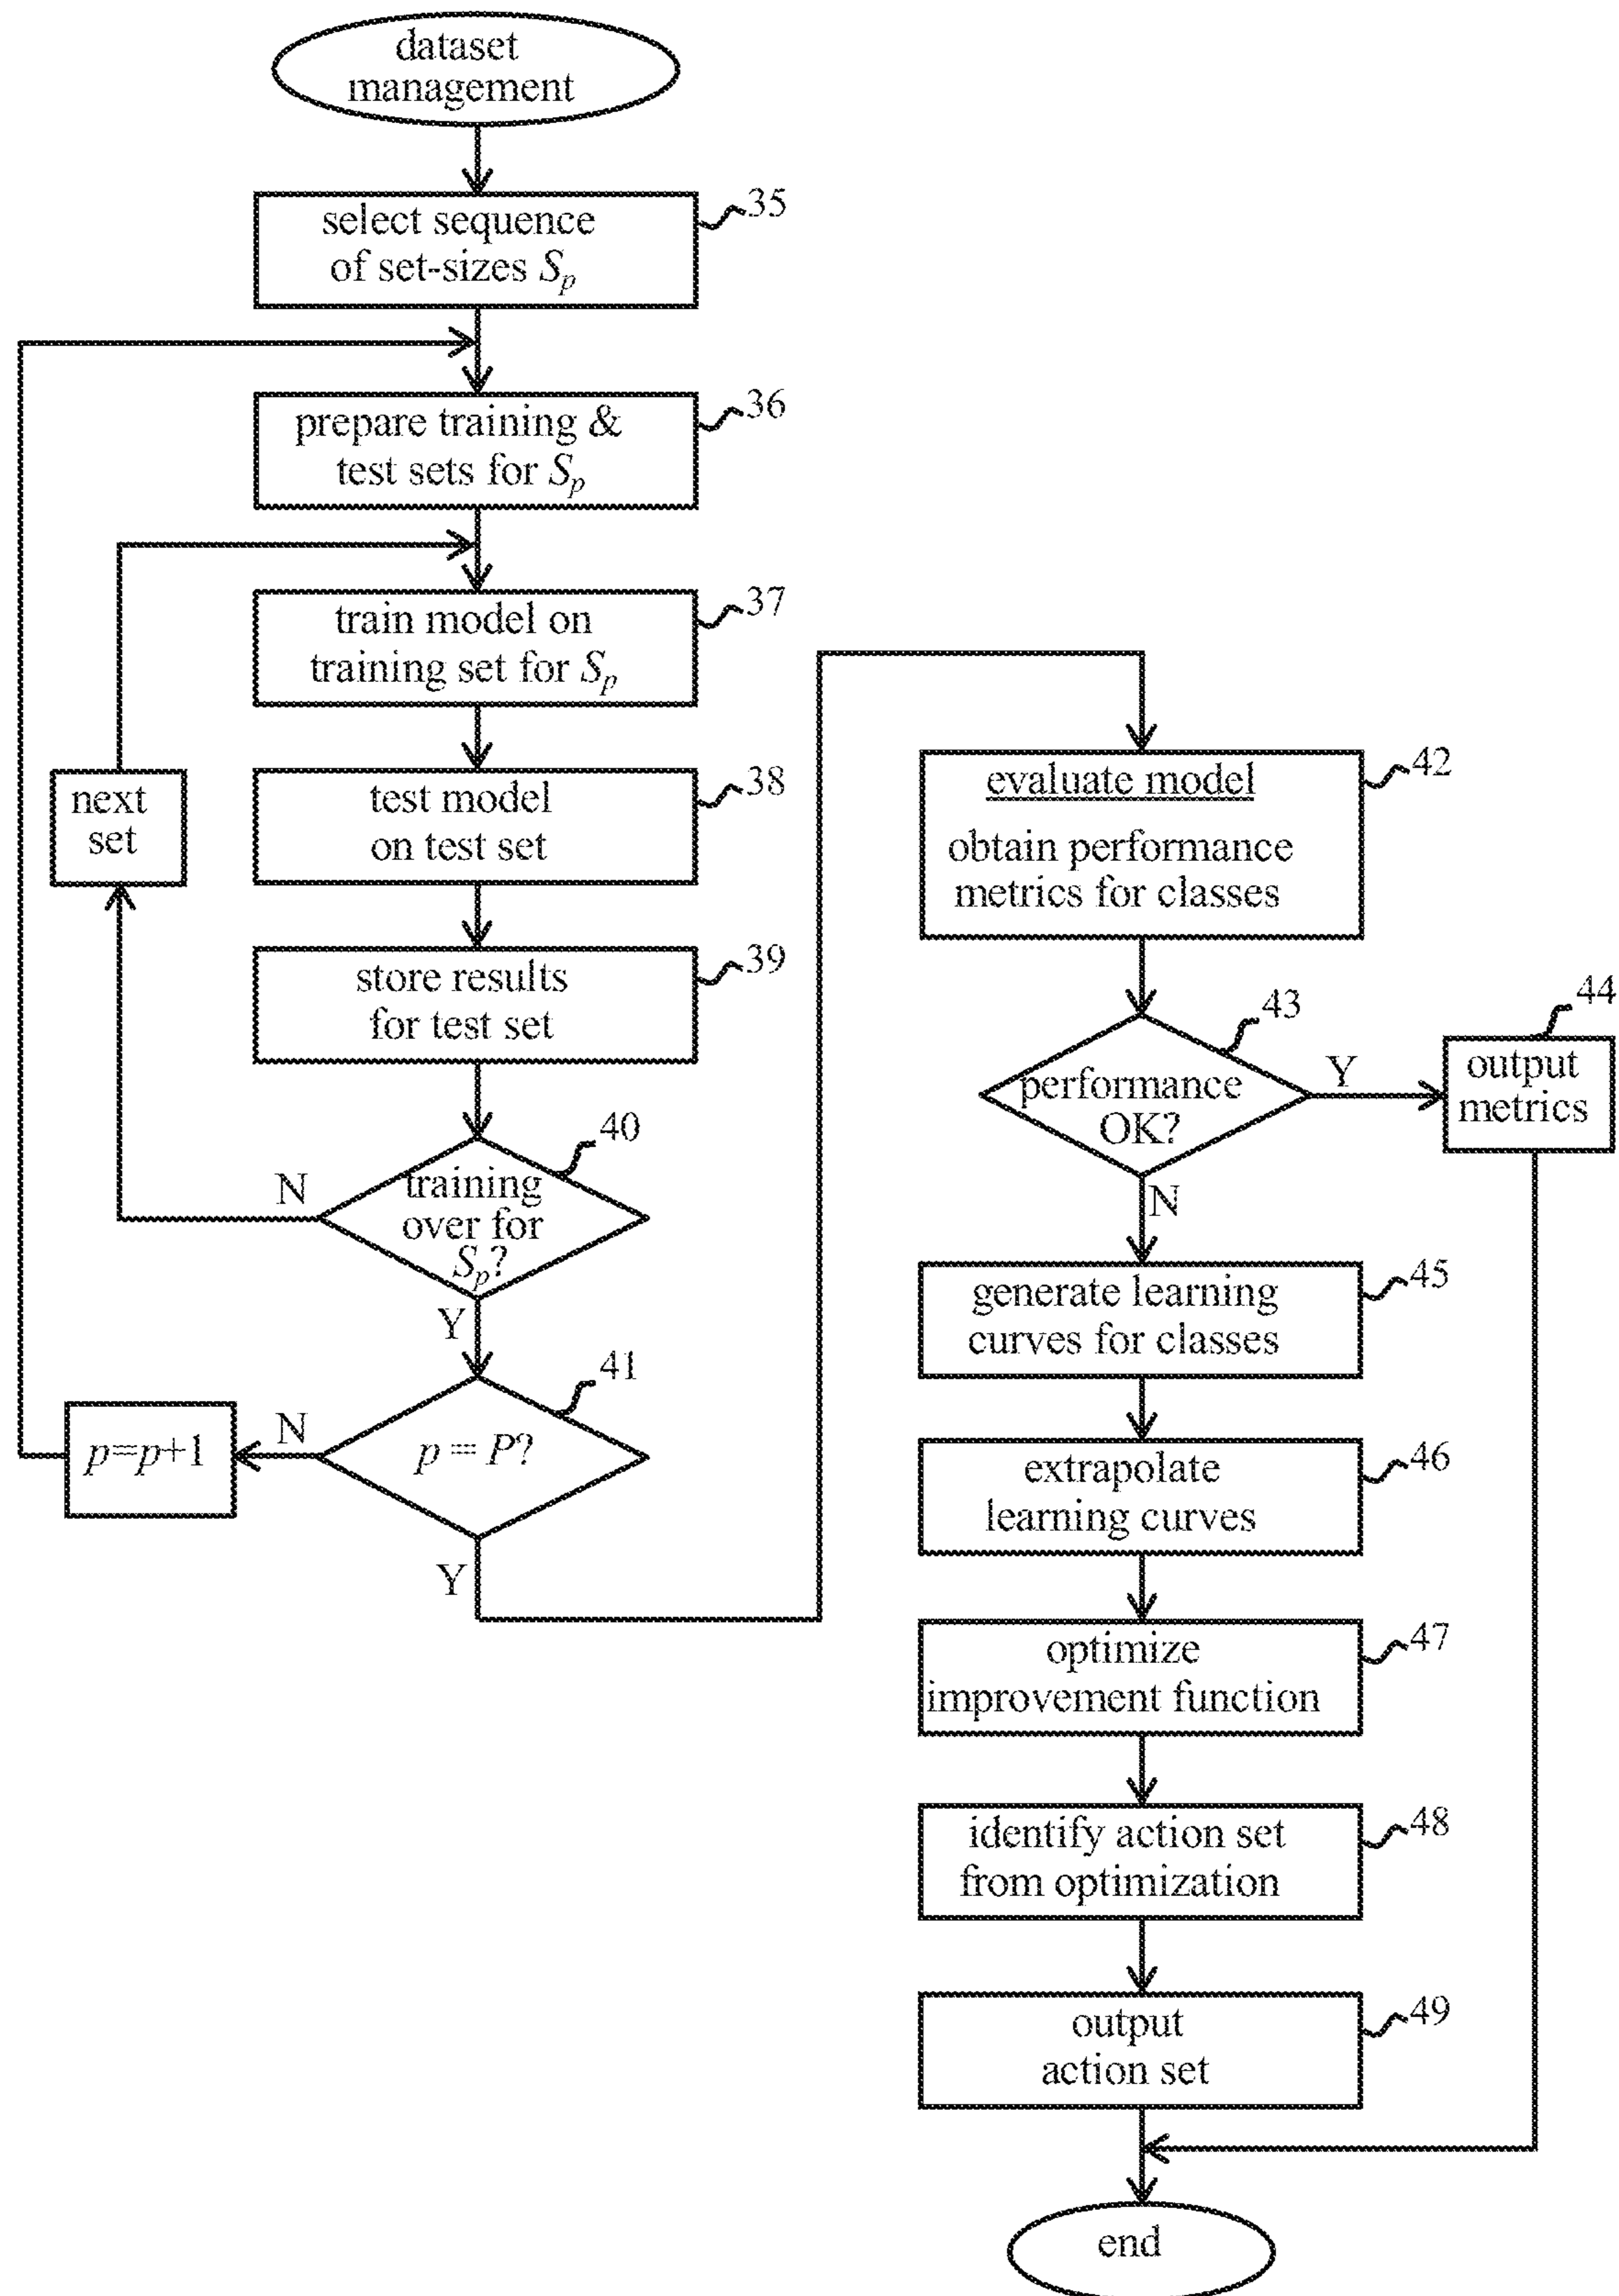 dataset
management
select sequence
of set-sizes Sp
35
prepare training &
test sets for Sp
36
train model on
training set for Sp
37
next
set
test model
on test set
38
store results
for test set
39
training
over for
Sp?
40
N
Y
p = P?
41
N
p=p+1
Y
evaluate model
obtain performance
metrics for classes
42
performance
OK?
43
Y
output
metrics
44
N
generate learning
curves for classes
45
extrapolate
learning curves
46
optimize
improvement function
47
identify action set
from optimization
48
output
action set
49
end